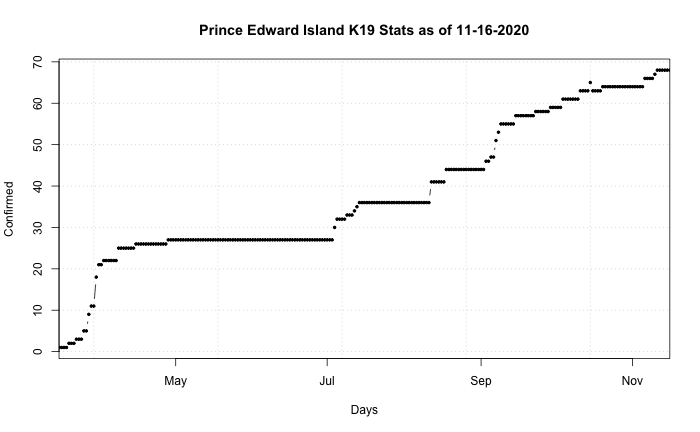 Prince Edward Island K19 Stats as of 11-16-2020
70
60
50
40
30
20
10
0
Confirmed
May Jul Sep Nov
Days